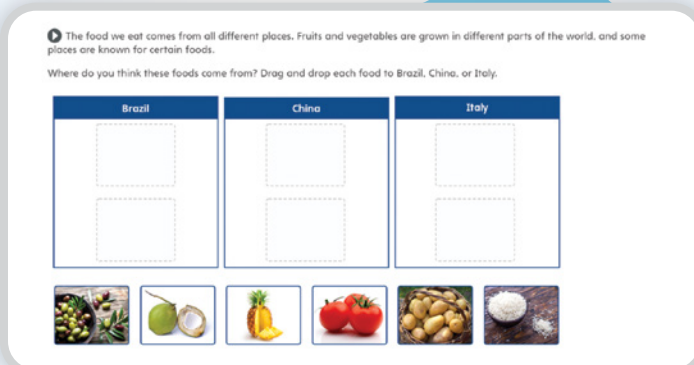 The food we eat comes from all different places. Fruits and vegetables are grown in different parts of the world, and some
places are known for certain foods.
Where do you think these foods come from? Drag and drop each food to Brazil, China, or Italy.
Brazil
China
Italy